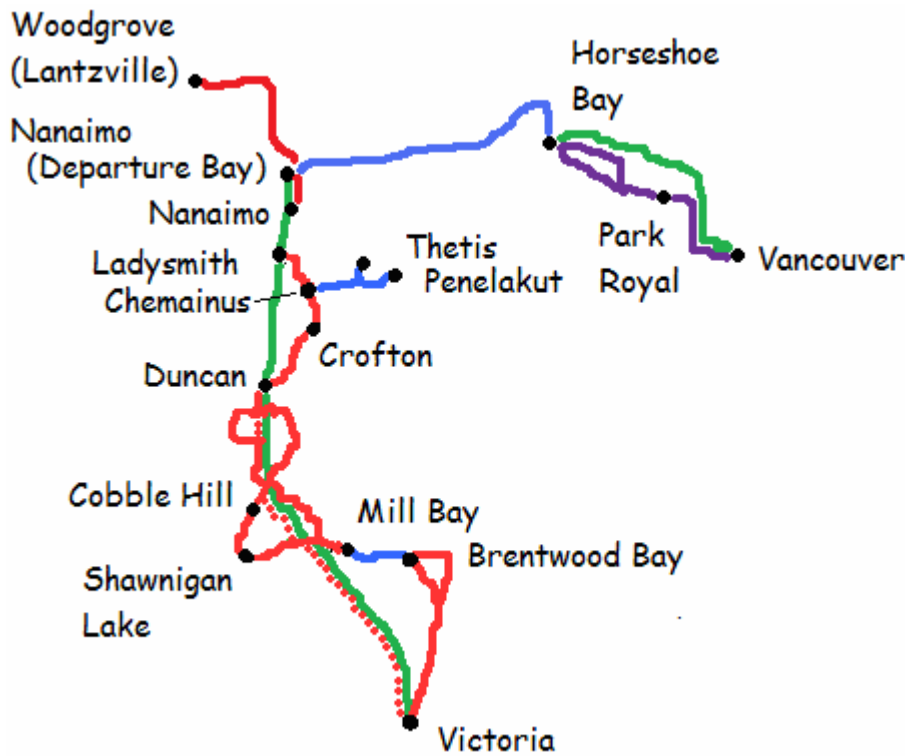 Woodgrove
(Lantzville)
Horseshoe
Bay
Nanaimo
(Departure Bay)
Nanaimo
Park
Royal
Vancouver
Ladysmith
Thetis
Penelakut
Chemainus
Crofton
Duncan
Cobble Hill
Mill Bay
Brentwood Bay
Shawnigan
Lake
Victoria